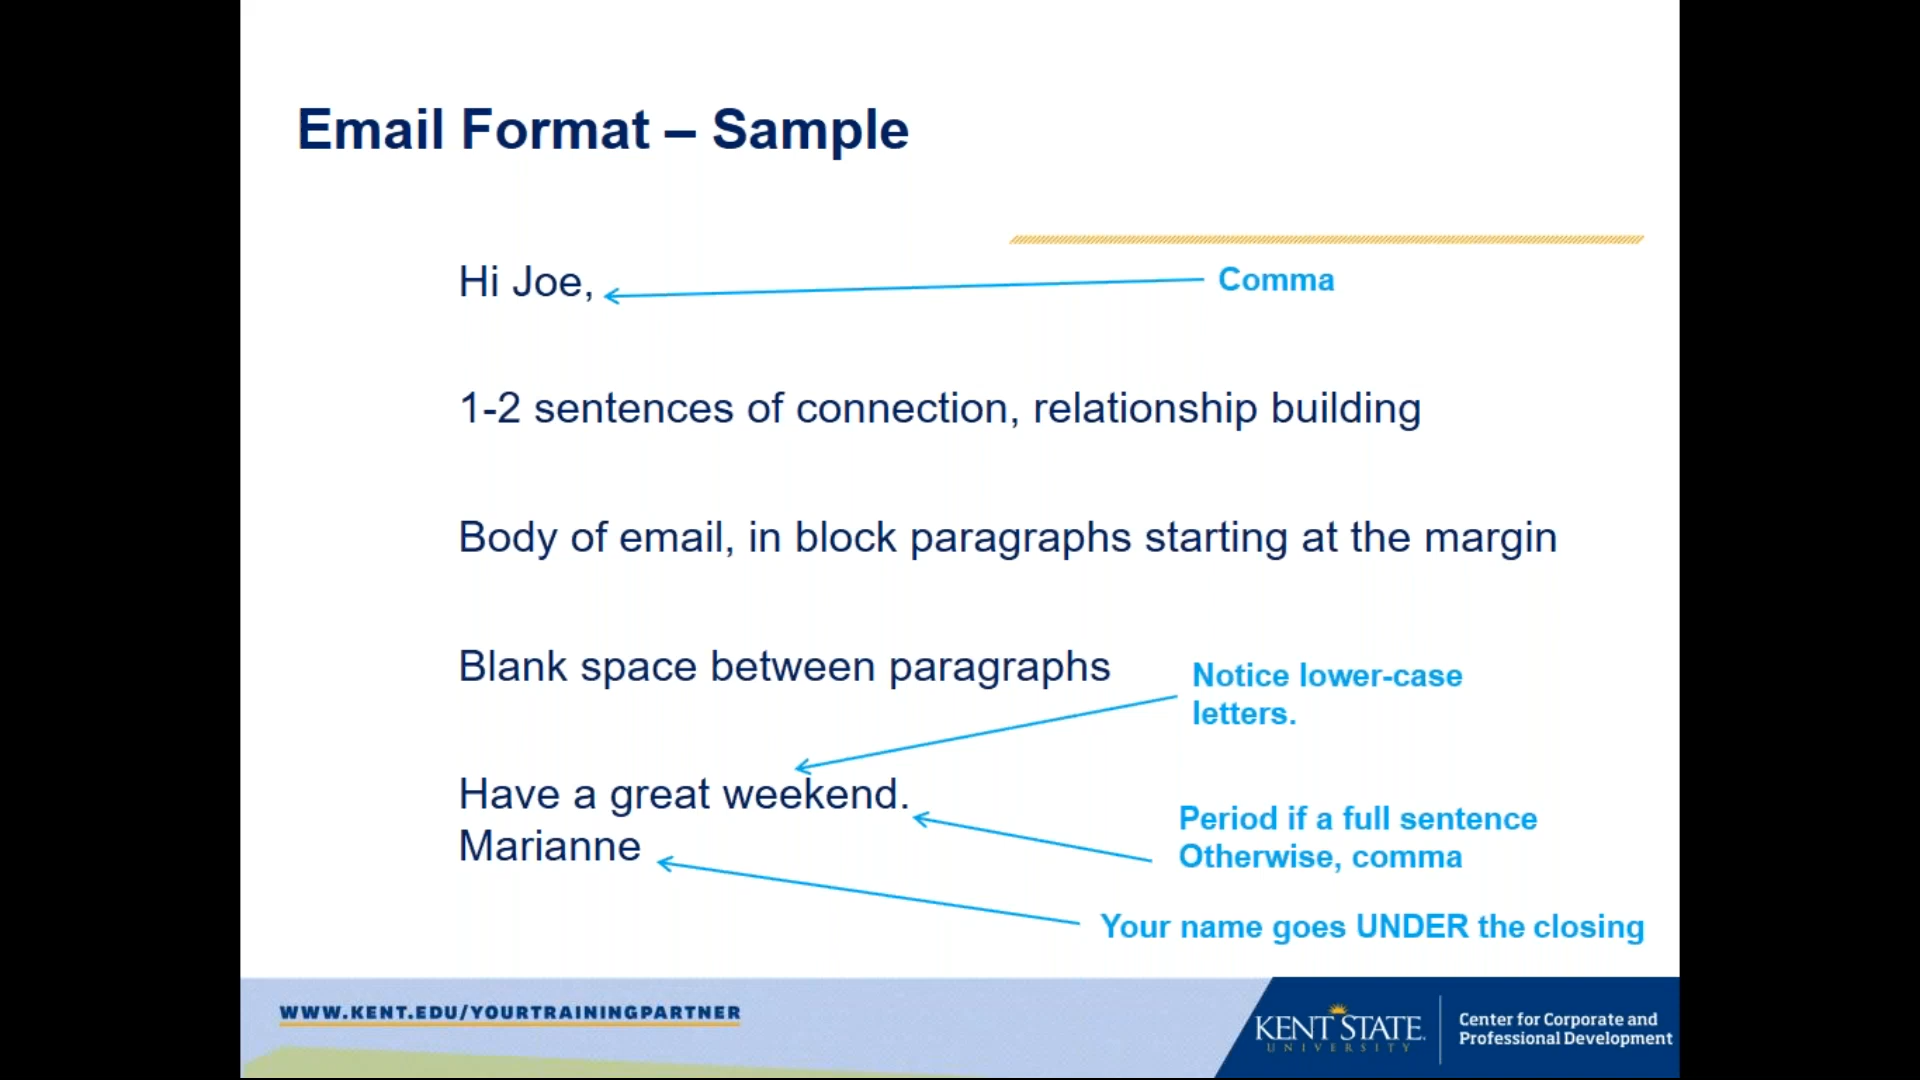 Email Format – Sample
Hi Joe,
Comma
1-2 sentences of connection, relationship building
Body of email, in block paragraphs starting at the margin
Blank space between paragraphs
Notice lower-case
letters.
Have a great weekend.
Period if a full sentence
Otherwise, comma
Marianne
Your name goes UNDER the closing
WWW.KENT.EDU/YOURTRAININGPARTNER
KENT STATE
UNIVERSITY
Center for Corporate and
Professional Development